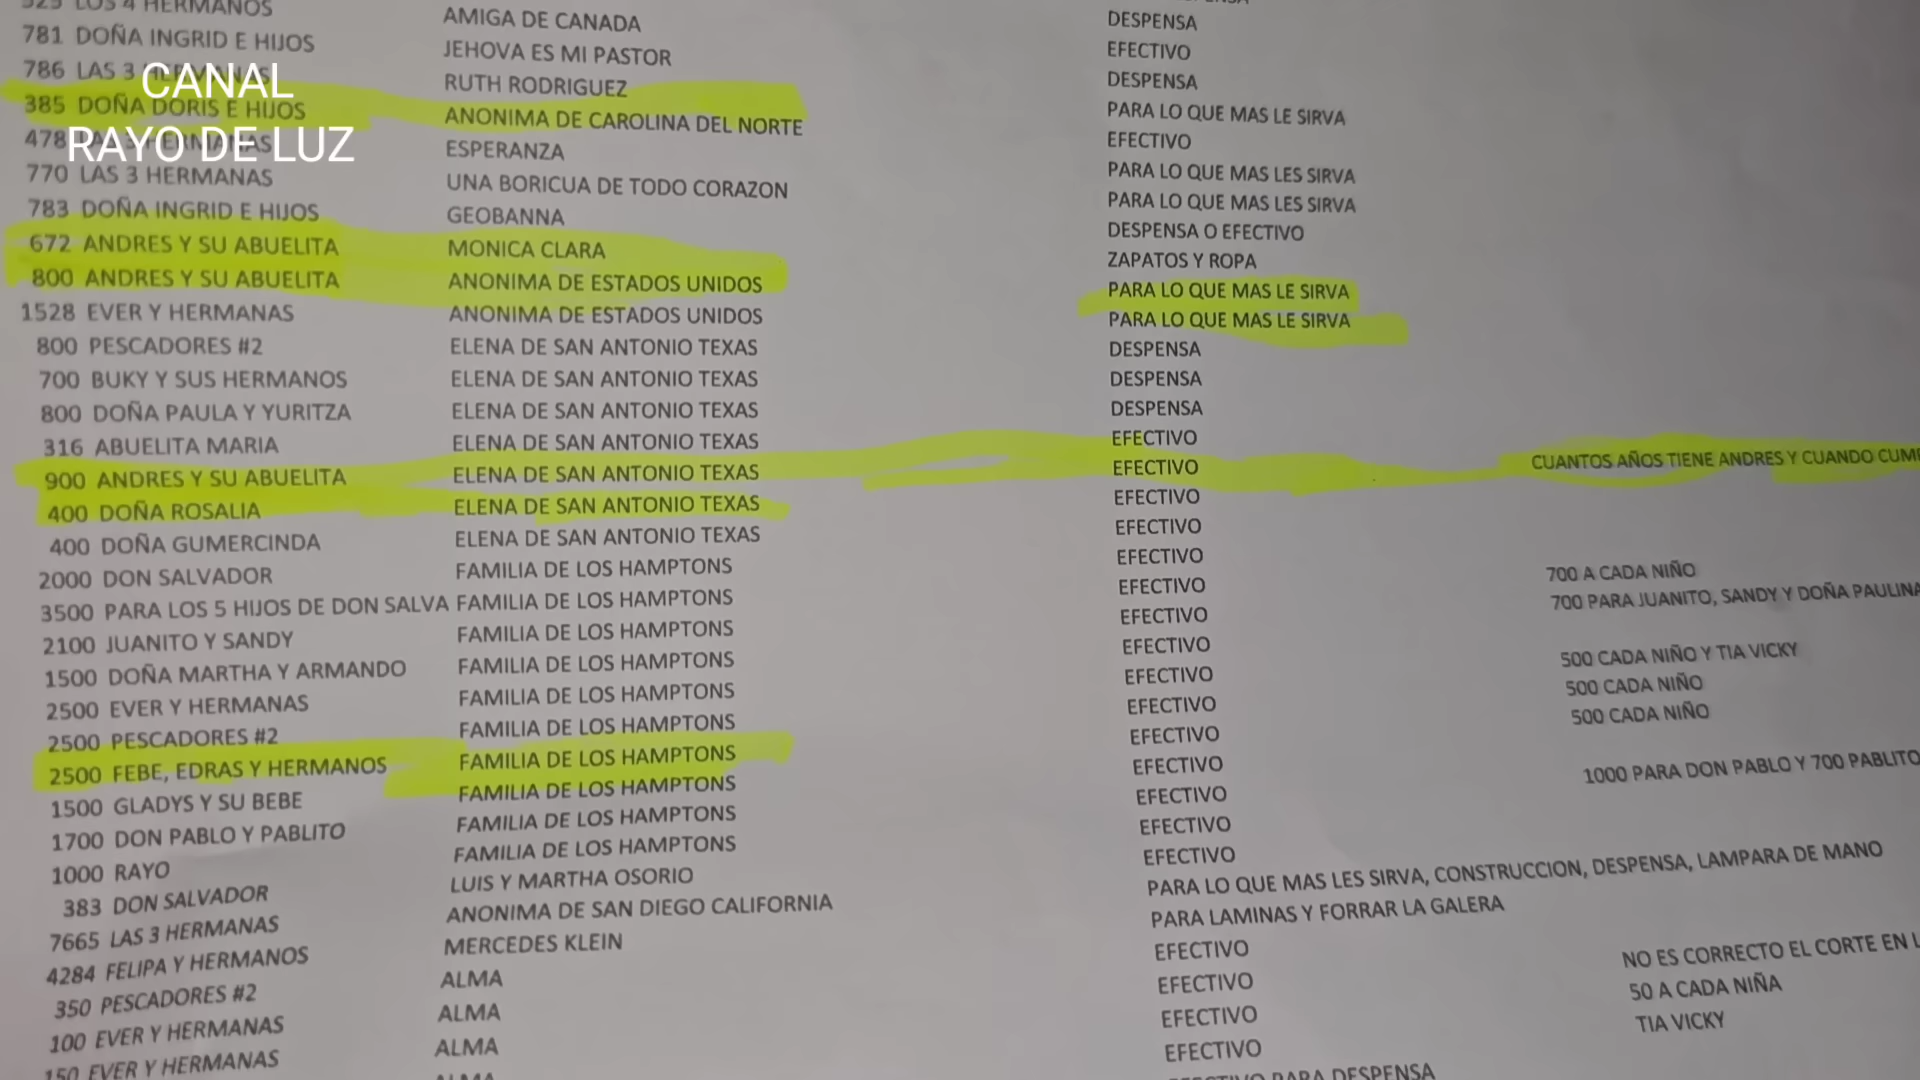 CANAL
RAYO DE LUZ
LOS 4 HERMANOS AMIGA DE CANADA DESPENSA
781 DOÑA INGRID E HIJOS JEHOVA ES MI PASTOR EFECTIVO
786 LAS 3 HERMANAS RUTH RODRIGUEZ DESPENSA
385 DOÑA DORIS E HIJOS ANONIMA DE CAROLINA DEL NORTE PARA LO QUE MAS LE SIRVA
478 LAS 3 HERMANAS ESPERANZA EFECTIVO
770 LAS 3 HERMANAS UNA BORICUA DE TODO CORAZON PARA LO QUE MAS LES SIRVA
783 DOÑA INGRID E HIJOS GEOBANNA PARA LO QUE MAS LES SIRVA
672 ANDRES Y SU ABUELITA MONICA CLARA DESPENSA O EFECTIVO
800 ANDRES Y SU ABUELITA ANONIMA DE ESTADOS UNIDOS ZAPATOS Y ROPA
1528 EVER Y HERMANAS ANONIMA DE ESTADOS UNIDOS PARA LO QUE MAS LE SIRVA
800 PESCADORES #2 ELENA DE SAN ANTONIO TEXAS PARA LO QUE MAS LE SIRVA
700 BUKY Y SUS HERMANOS ELENA DE SAN ANTONIO TEXAS DESPENSA
800 DOÑA PAULA Y YURITZA ELENA DE SAN ANTONIO TEXAS DESPENSA
316 ABUELITA MARIA ELENA DE SAN ANTONIO TEXAS DESPENSA
900 ANDRES Y SU ABUELITA ELENA DE SAN ANTONIO TEXAS EFECTIVO
400 DOÑA ROSALIA ELENA DE SAN ANTONIO TEXAS EFECTIVO CUANTOS AÑOS TIENE ANDRES Y CUANDO
400 DOÑA GUMERCINDA ELENA DE SAN ANTONIO TEXAS EFECTIVO
2000 DON SALVADOR FAMILIA DE LOS HAMPTONS EFECTIVO
3500 PARA LOS 5 HIJOS DE DON SALVA FAMILIA DE LOS HAMPTONS EFECTIVO 700 A CADA NIÑO
2100 JUANITO Y SANDY FAMILIA DE LOS HAMPTONS EFECTIVO 700 PARA JUANITO, SANDY Y DOÑA PAULINA
1500 DOÑA MARTHA Y ARMANDO FAMILIA DE LOS HAMPTONS EFECTIVO
2500 EVER Y HERMANAS FAMILIA DE LOS HAMPTONS EFECTIVO 500 CADA NIÑO Y TIA VICKY
2500 PESCADORES #2 FAMILIA DE LOS HAMPTONS EFECTIVO 500 CADA NIÑO
2500 FEBE, EDRAS Y HERMANOS FAMILIA DE LOS HAMPTONS EFECTIVO 500 CADA NIÑO
1500 GLADYS Y SU BEBE FAMILIA DE LOS HAMPTONS EFECTIVO
1700 DON PABLO Y PABLITO FAMILIA DE LOS HAMPTONS EFECTIVO 1000 PARA DON PABLO Y 700 PABLITO
1000 RAYO FAMILIA DE LOS HAMPTONS EFECTIVO
383 DON SALVADOR LUIS Y MARTHA OSORIO EFECTIVO
7665 LAS 3 HERMANAS ANONIMA DE SAN DIEGO CALIFORNIA EFECTIVO
4284 FELIPA Y HERMANOS MERCEDES KLEIN PARA LO QUE MAS LES SIRVA, CONSTRUCCION, DESPENSA, LAMPARA DE MANO
350 PESCADORES #2 ALMA PARA LAMINAS Y FORRAR LA GALERA
100 EVER Y HERMANAS ALMA EFECTIVO NO ES CORRECTO EL CORTE EN
150 EVER Y HERMANAS ALMA EFECTIVO 50 A CADA NIÑA
ALMA EFECTIVO TIA VICKY
EFECTIVO
EFECTIVO PARA DESPENSA